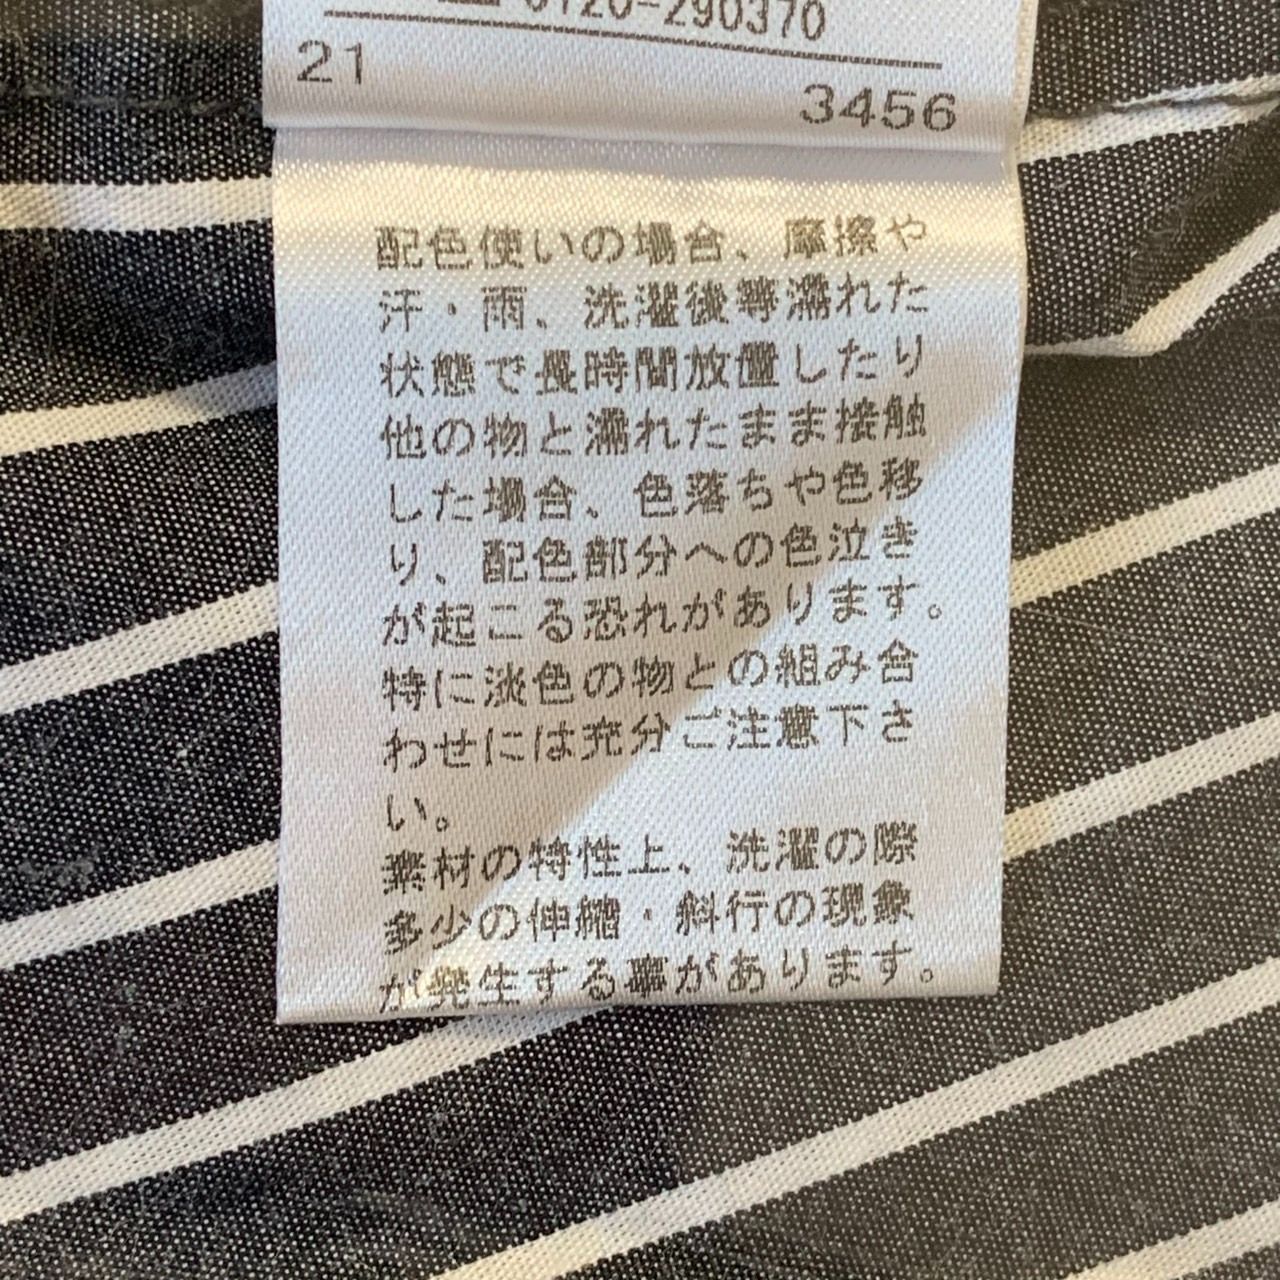 0120-290370
21
3456
配色使いの場合、摩擦や
汗・雨、洗濯後等濡れた
状態で長時間放置したり
他の物と濡れたまま接触
した場合、色落ちや色移
り、配色部分への色泣き
が起こる恐れがあります。
特に淡色の物との組み合
わせには充分ご注意下さ
い。
素材の特性上、洗濯の際
多少の伸縮・斜行の現象
が発生する事があります。